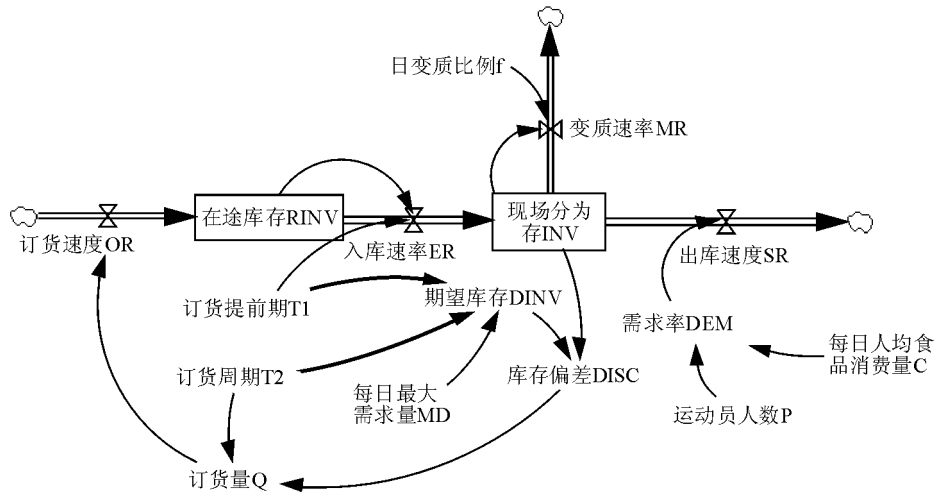 日变质比例f
变质速率MR
在途库存RINV
现场分为
存INV
订货速度OR
入库速率ER
出库速度SR
订货提前期T1
期望库存DINV
需求率DEM
每日人均食
品消费量C
订货周期T2
每日最大
需求量MD
库存偏差DISC
运动员人数P
订货量Q